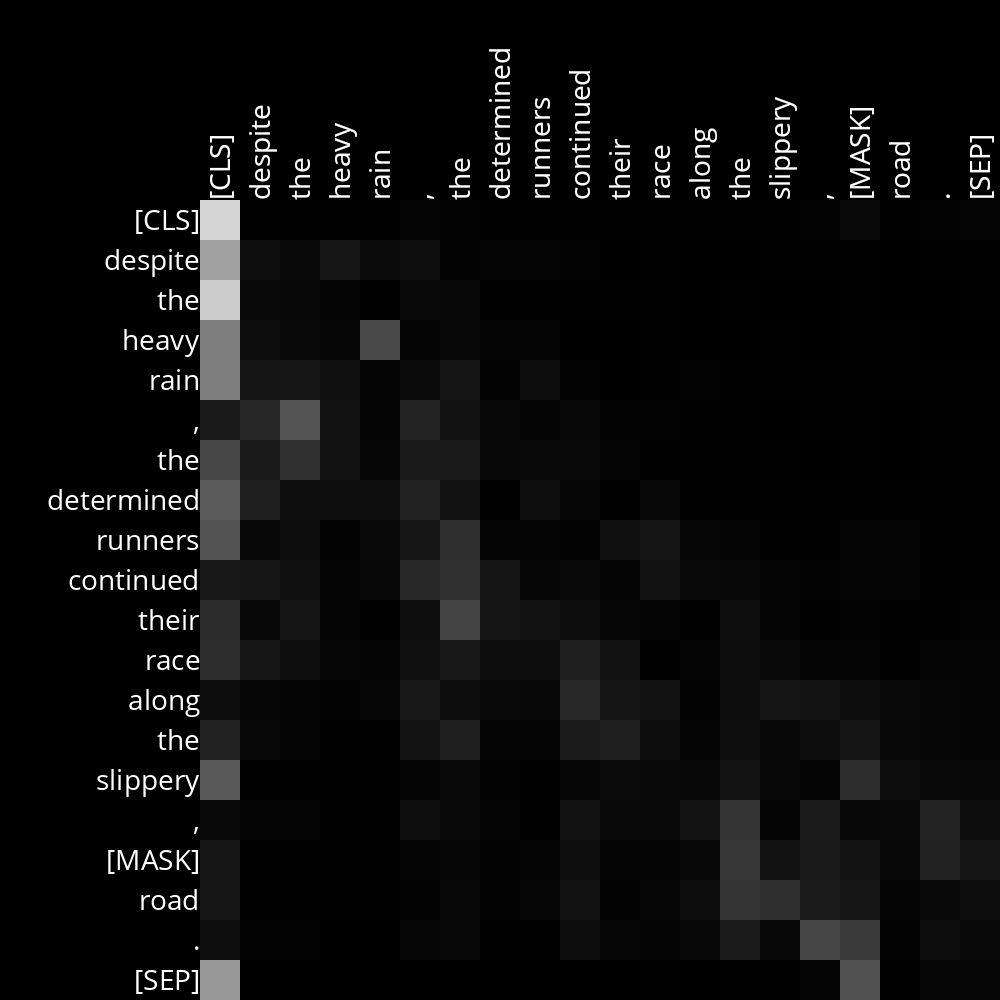 [CLS] despite the heavy rain , the determined runners continued their race along the slippery , [MASK] road . [SEP]
[CLS]
despite
the
heavy
rain
,
the
determined
runners
continued
their
race
along
the
slippery
,
[MASK]
road
.
[SEP]